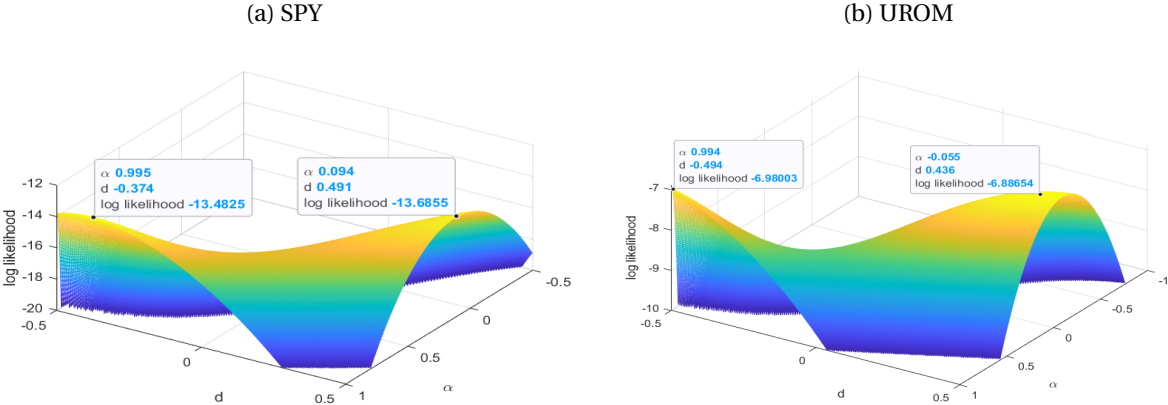 (a) SPY
(b) UROM
α 0.995
d -0.374
log likelihood -13.4825
α 0.094
d 0.491
log likelihood -13.6855
-12
-14
-16
-18
-20
log likelihood
-0.5
0
0.5
d
1
0.5
0
-0.5
α
α 0.994
d -0.494
log likelihood -6.98003
α -0.055
d 0.436
log likelihood -6.88654
-7
-8
-9
-10
log likelihood
-0.5
0
0.5
d
1
0.5
0
-0.5
-1
α